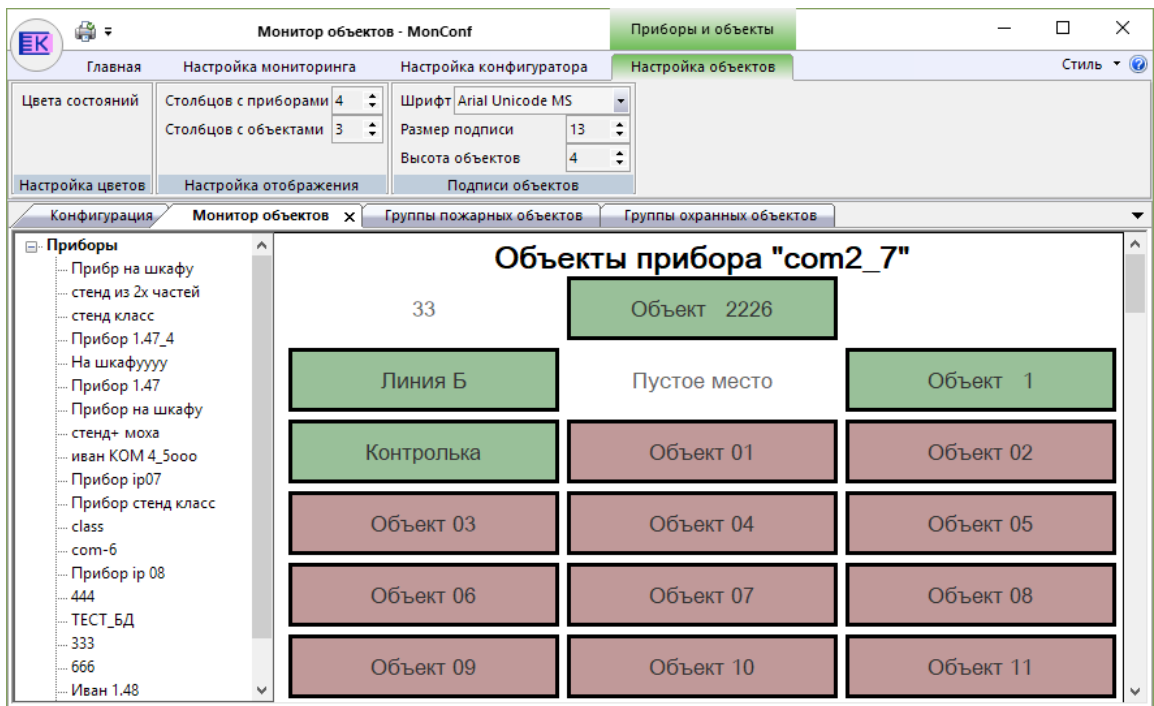 Монитор объектов - MonConf
Приборы и объекты
ЕК
Главная
Настройка мониторинга
Настройка конфигуратора
Настройка объектов
Стиль
Цвета состояний
Настройка цветов
Столбцов с приборами 4
Столбцов с объектами 3
Настройка отображения
Шрифт Arial Unicode MS
Размер подписи 13
Высота объектов 4
Подписи объектов
Конфигурация
Монитор объектов x
Группы пожарных объектов
Группы охранных объектов
Приборы
Прибр на шкафу
стенд из 2х частей
стенд класс
Прибор 1.47_4
На шкафуууу
Прибор 1.47
Прибор на шкафу
стенд+ моха
иван КОМ 4_5ооо
Прибор ip07
Прибор стенд класс
class
com-6
Прибор ip 08
444
ТЕСТ_БД
333
666
Иван 1.48
Объекты прибора "com2_7"
33
Объект 2226
Линия Б
Пустое место
Объект 1
Контролька
Объект 01
Объект 02
Объект 03
Объект 04
Объект 05
Объект 06
Объект 07
Объект 08
Объект 09
Объект 10
Объект 11